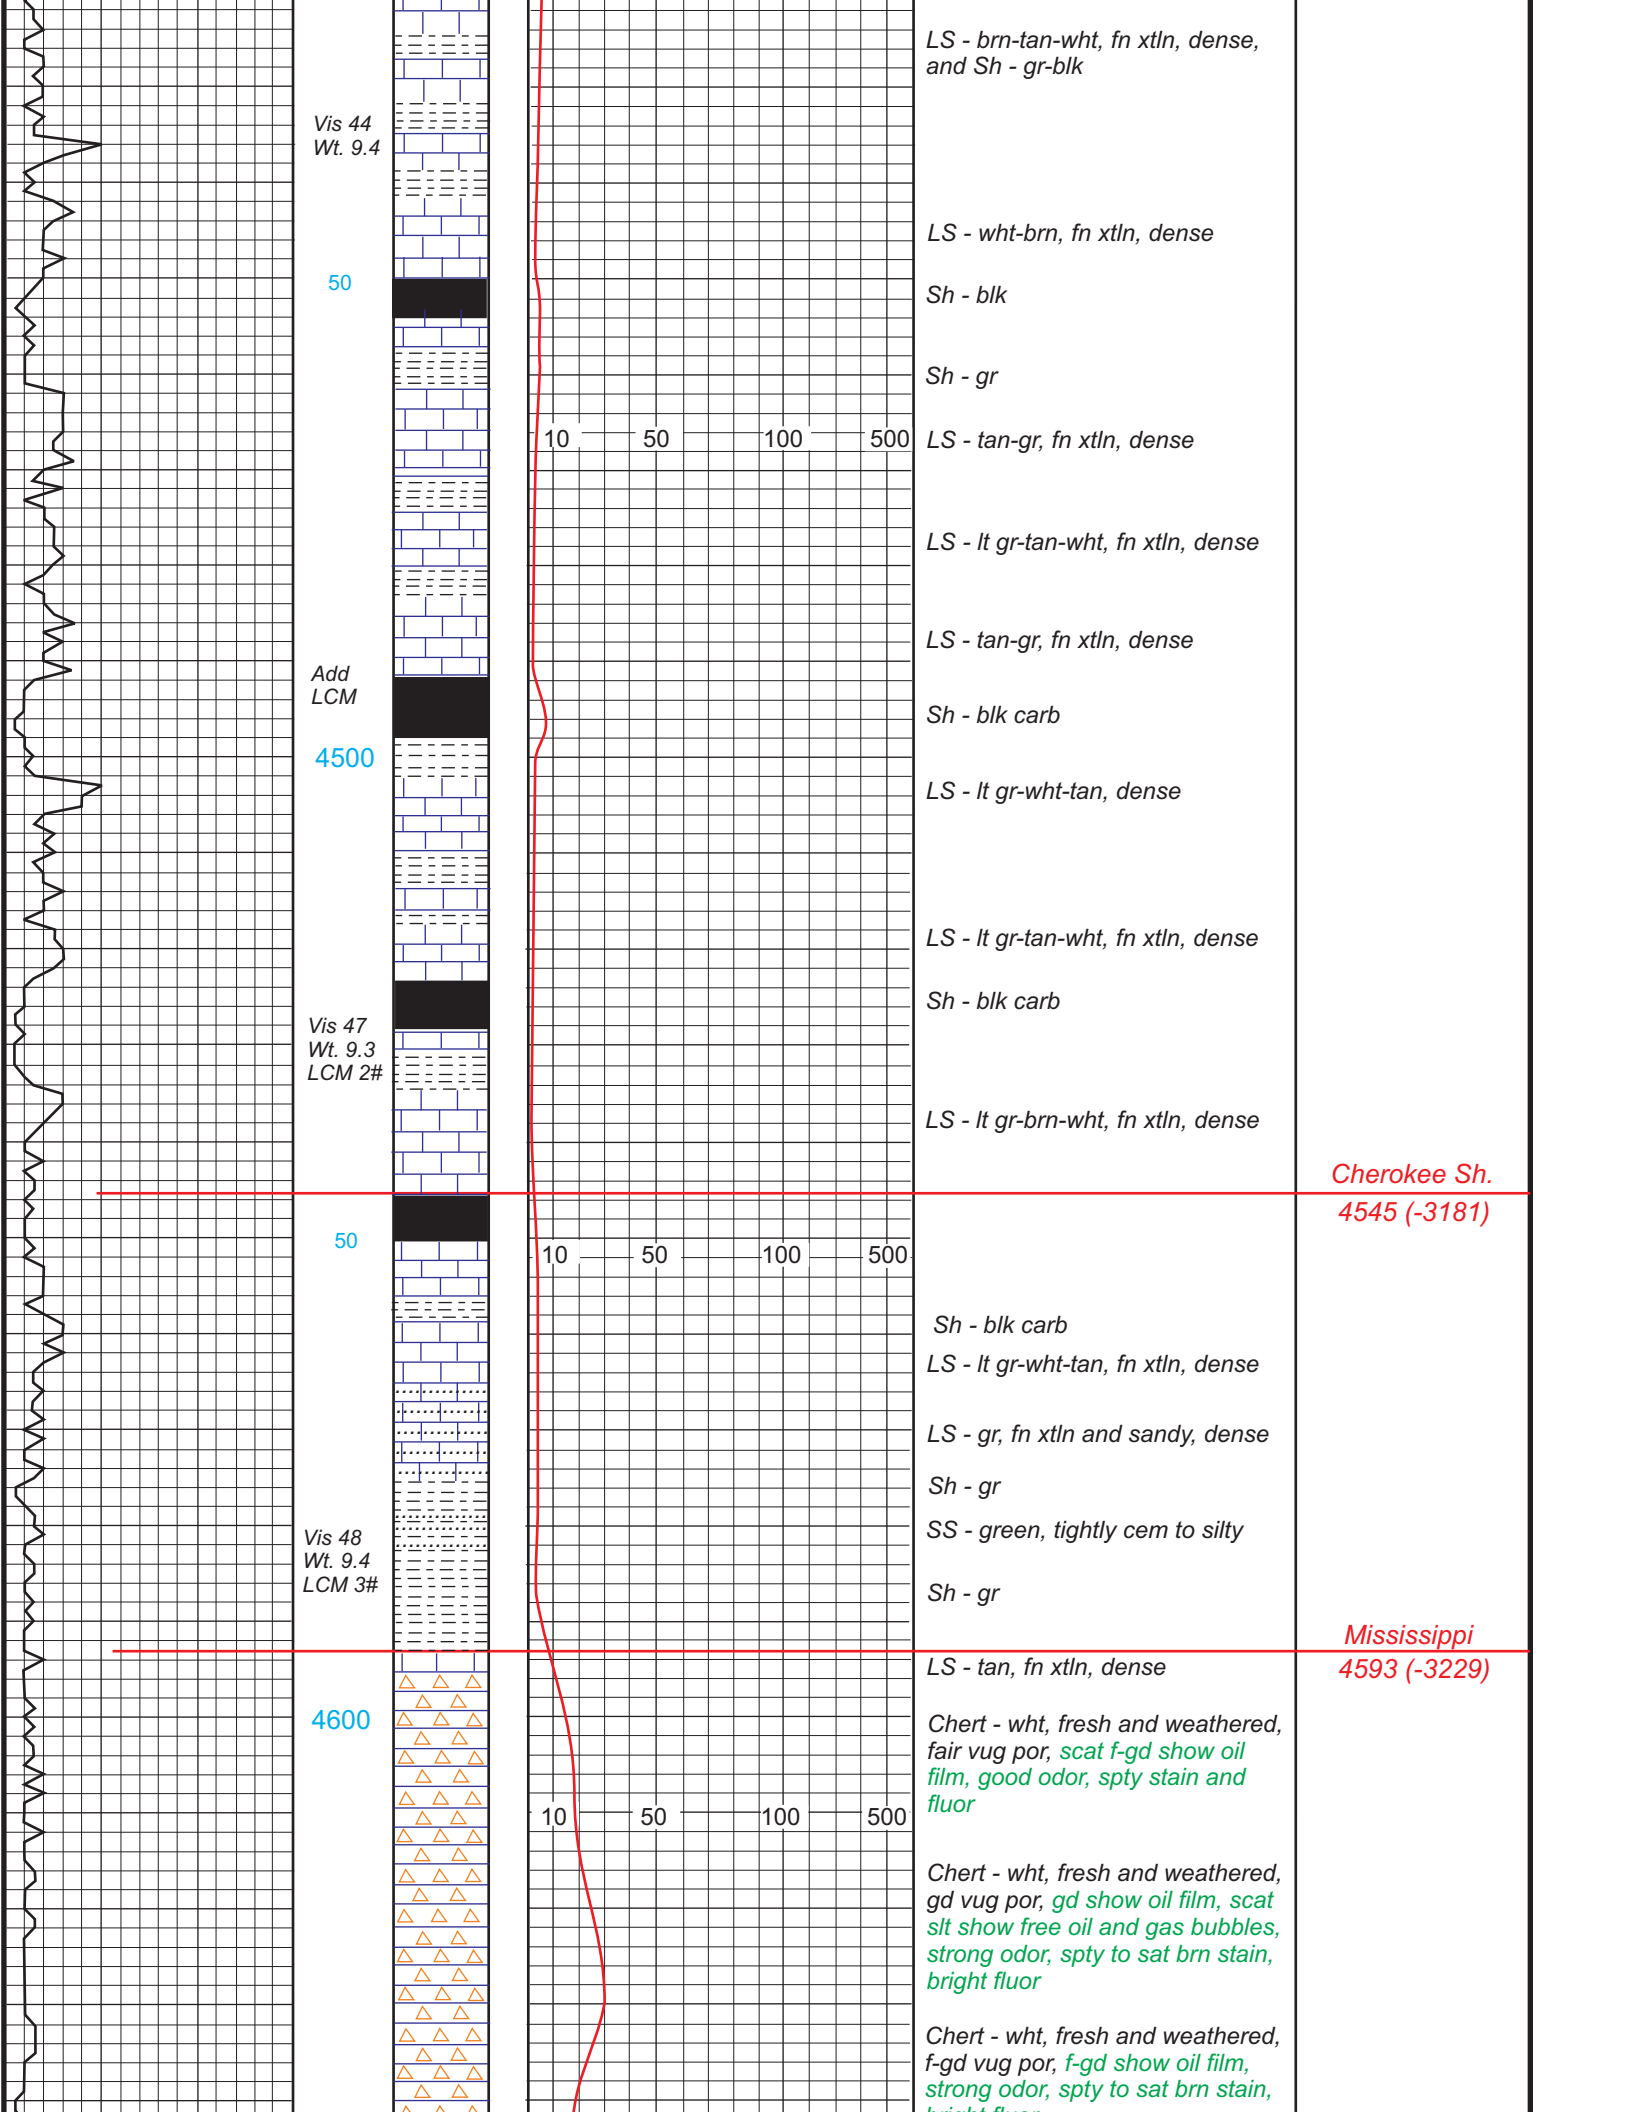 LS - brn-tan-wht, fn xtln, dense,
and Sh - gr-blk
Vis 44
Wt. 9.4
LS - wht-brn, fn xtln, dense
50
Sh - blk
Sh - gr
10 50 100 500
LS - tan-gr, fn xtln, dense
LS - lt gr-tan-wht, fn xtln, dense
LS - tan-gr, fn xtln, dense
Add
LCM
Sh - blk carb
4500
LS - lt gr-wht-tan, dense
LS - lt gr-tan-wht, fn xtln, dense
Sh - blk carb
Vis 47
Wt. 9.3
LCM 2#
LS - lt gr-brn-wht, fn xtln, dense
Cherokee Sh.
4545 (-3181)
50
10 50 100 500
Sh - blk carb
LS - lt gr-wht-tan, fn xtln, dense
LS - gr, fn xtln and sandy, dense
Sh - gr
SS - green, tightly cem to silty
Vis 48
Wt. 9.4
LCM 3#
Sh - gr
Mississippi
4593 (-3229)
LS - tan, fn xtln, dense
4600
Chert - wht, fresh and weathered,
fair vug por, scat f-gd show oil
film, good odor, spty stain and
fluor
10 50 100 500
Chert - wht, fresh and weathered,
gd vug por, gd show oil film, scat
slt show free oil and gas bubbles,
strong odor, spty to sat brn stain,
bright fluor
Chert - wht, fresh and weathered,
f-gd vug por, f-gd show oil film,
strong odor, spty to sat brn stain,
bright fluor